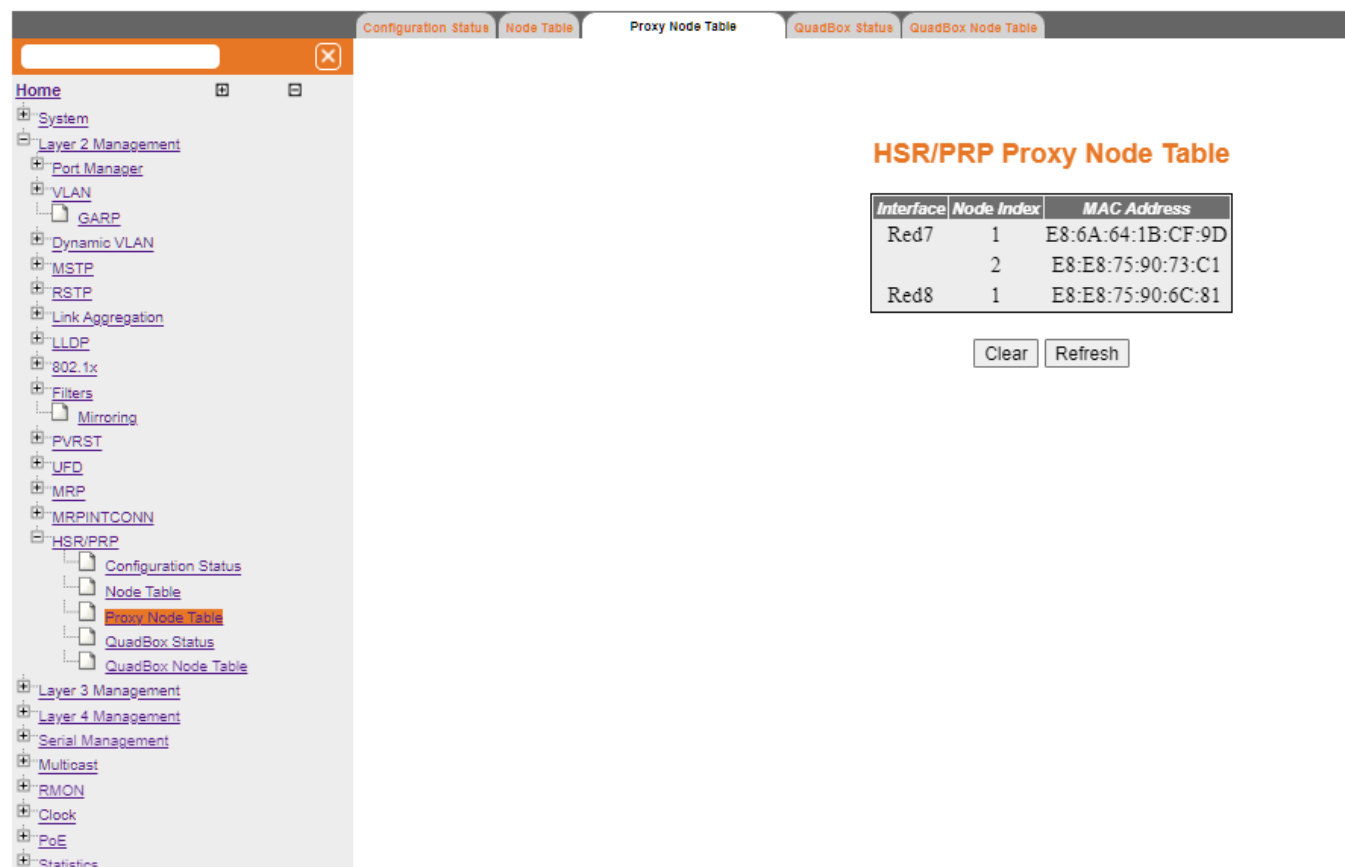 Configuration Status Node Table Proxy Node Table QuadBox Status QuadBox Node Table
Home
System
Layer 2 Management
Port Manager
VLAN
GARP
Dynamic VLAN
MSTP
RSTP
Link Aggregation
LLDP
802.1x
Filters
Mirroring
PVRST
UFD
MRP
MRPINTCONN
HSR/PRP
Configuration Status
Node Table
Proxy Node Table
QuadBox Status
QuadBox Node Table
Layer 3 Management
Layer 4 Management
Serial Management
Multicast
RMON
Clock
PoE
Statistics
HSR/PRP Proxy Node Table
Interface Node Index MAC Address
Red7 1 E8:6A:64:1B:CF:9D
2 E8:E8:75:90:73:C1
Red8 1 E8:E8:75:90:6C:81
Clear Refresh